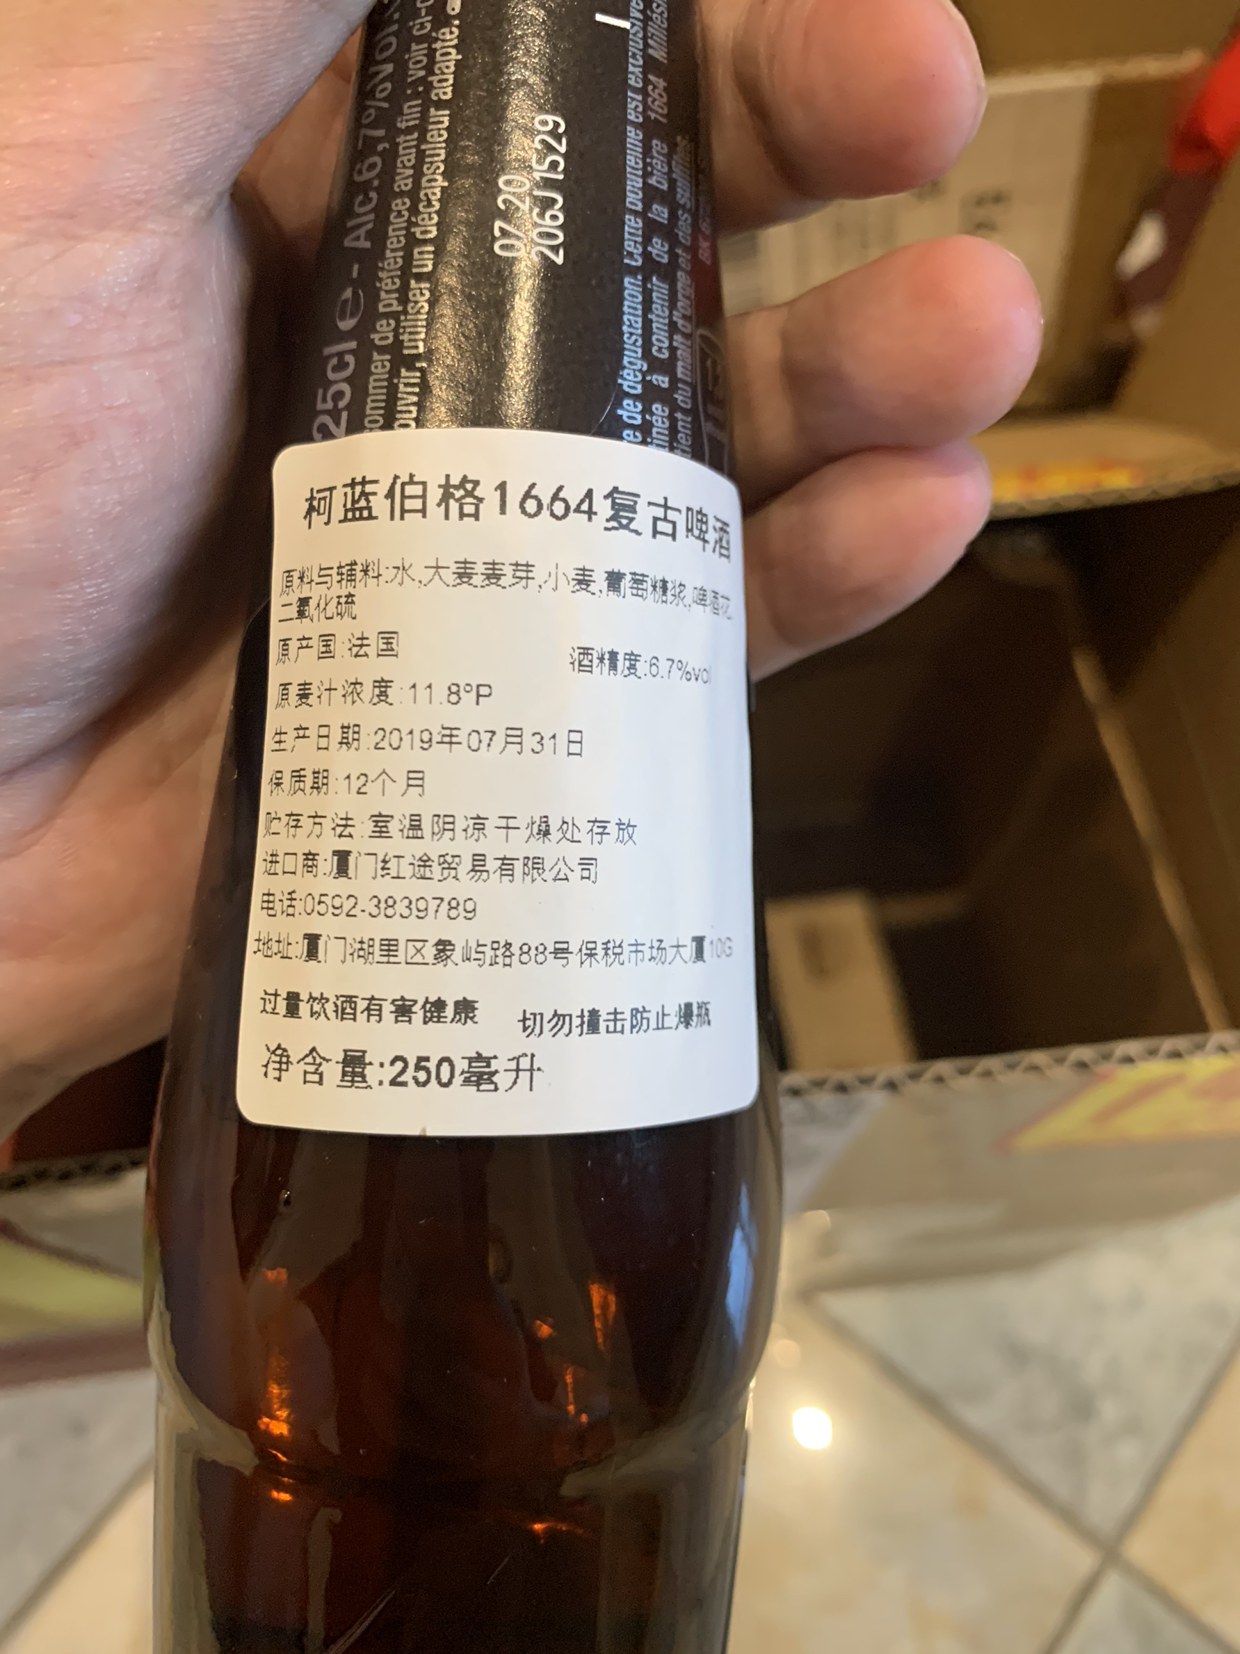 25cl e - Alc.6,7%vol.
ommer de préférence avant fin : voir ci-c
ouvrir, utiliser un décapsuleur adapté.
07.20
206J1529
e de dégustation. Cette bouteille est exclusive
tinée à contenir de la bière 1664 Millés
tient du malt d'orge et des sulfites
柯蓝伯格1664复古啤酒
原料与辅料:水,大麦麦芽,小麦,葡萄糖浆,啤酒花
二氧化硫
原产国:法国
酒精度:6.7%vol
原麦汁浓度:11.8°P
生产日期:2019年07月31日
保质期:12个月
贮存方法:室温阴凉干燥处存放
进口商:厦门红途贸易有限公司
电话:0592-3839789
地址:厦门湖里区象屿路88号保税市场大厦10G
过量饮酒有害健康
切勿撞击防止爆瓶
净含量:250毫升